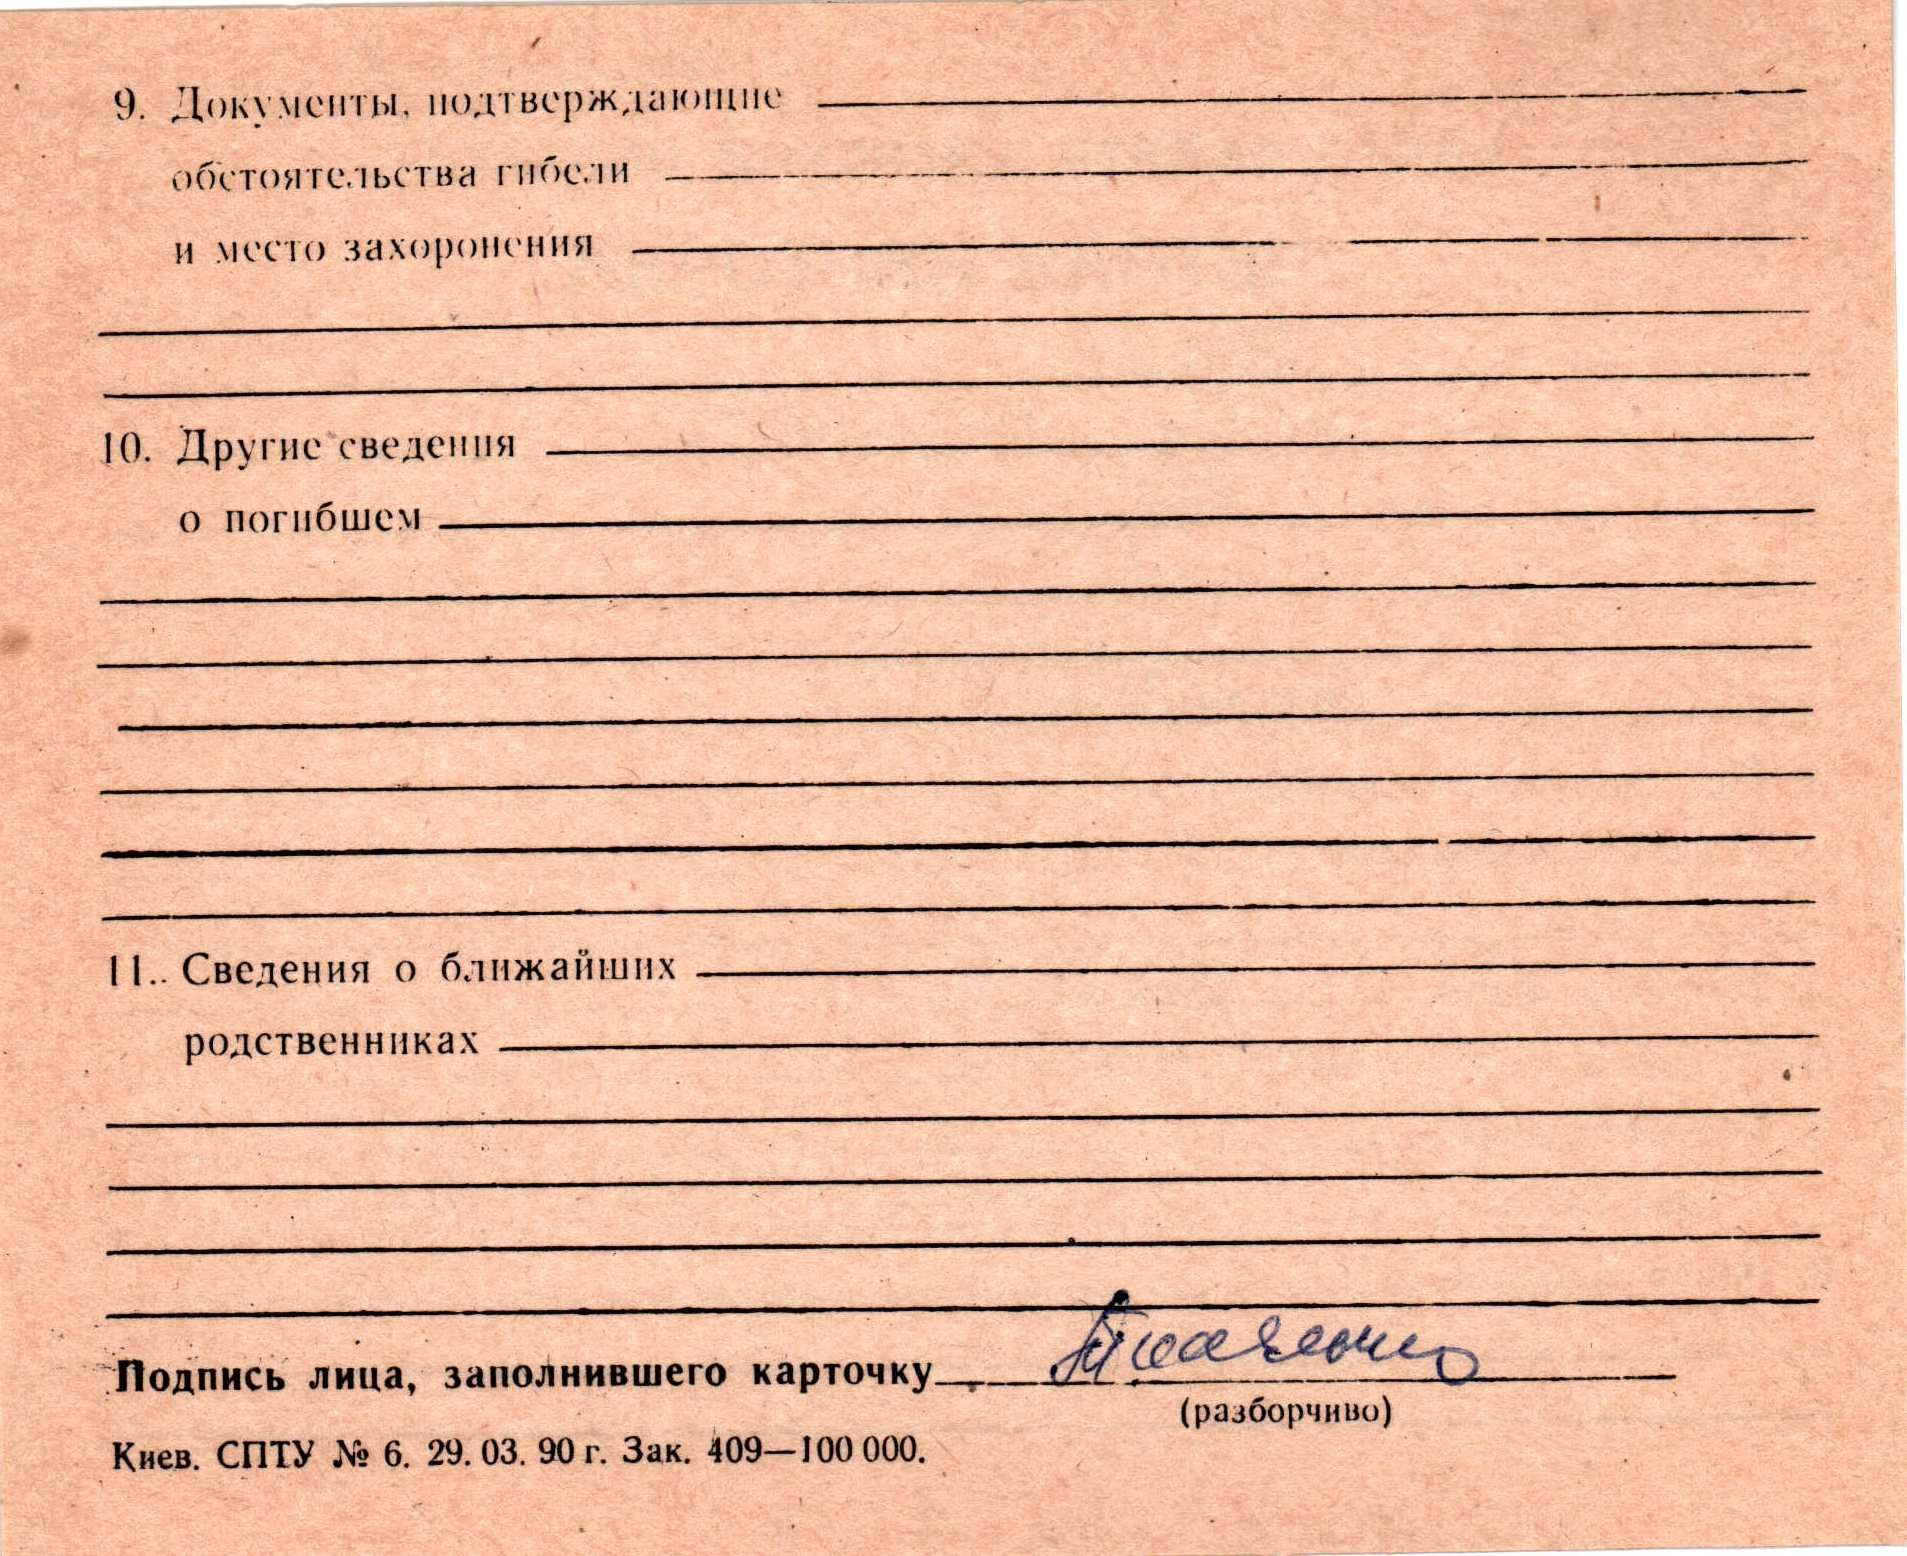 9. Документы, подтверждающие
обстоятельства гибели
и место захоронения
10. Другие сведения
о погибшем
11. Сведения о ближайших
родственниках
Подпись лица, заполнившего карточку
(разборчиво)
Киев. СПТУ № 6. 29. 03. 90 г. Зак. 409—100 000.